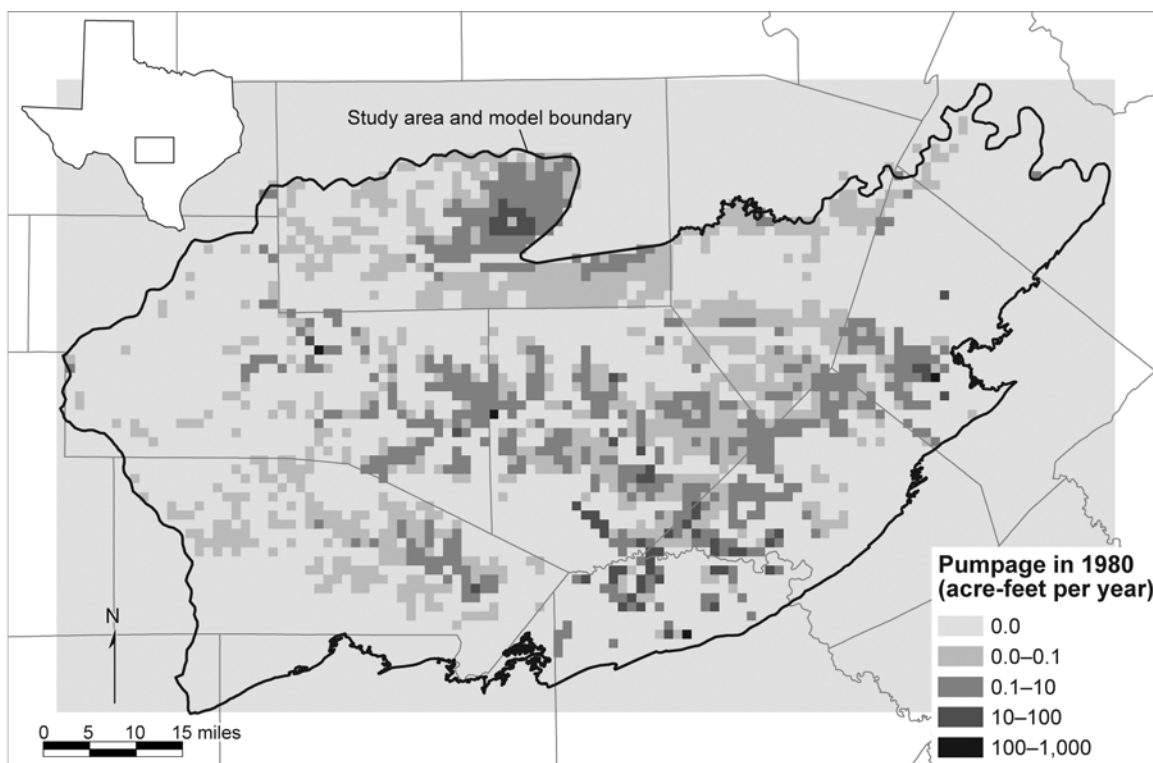 Study area and model boundary
N
0 5 10 15 miles
Pumpage in 1980
(acre-feet per year)
0.0
0.0–0.1
0.1–10
10–100
100–1,000